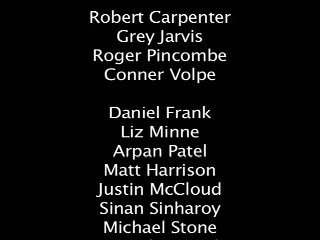 Robert Carpenter
Grey Jarvis
Roger Pincombe
Conner Volpe
Daniel Frank
Liz Minne
Arpan Patel
Matt Harrison
Justin McCloud
Sinan Sinharoy
Michael Stone